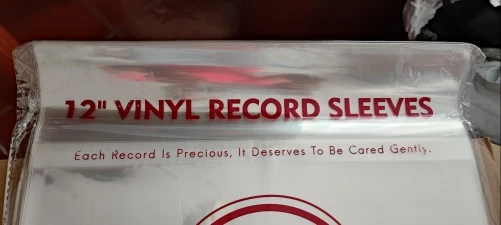 12" VINYL RECORD SLEEVES
Each Record Is Precious, It Deserves To Be Cared Gently.